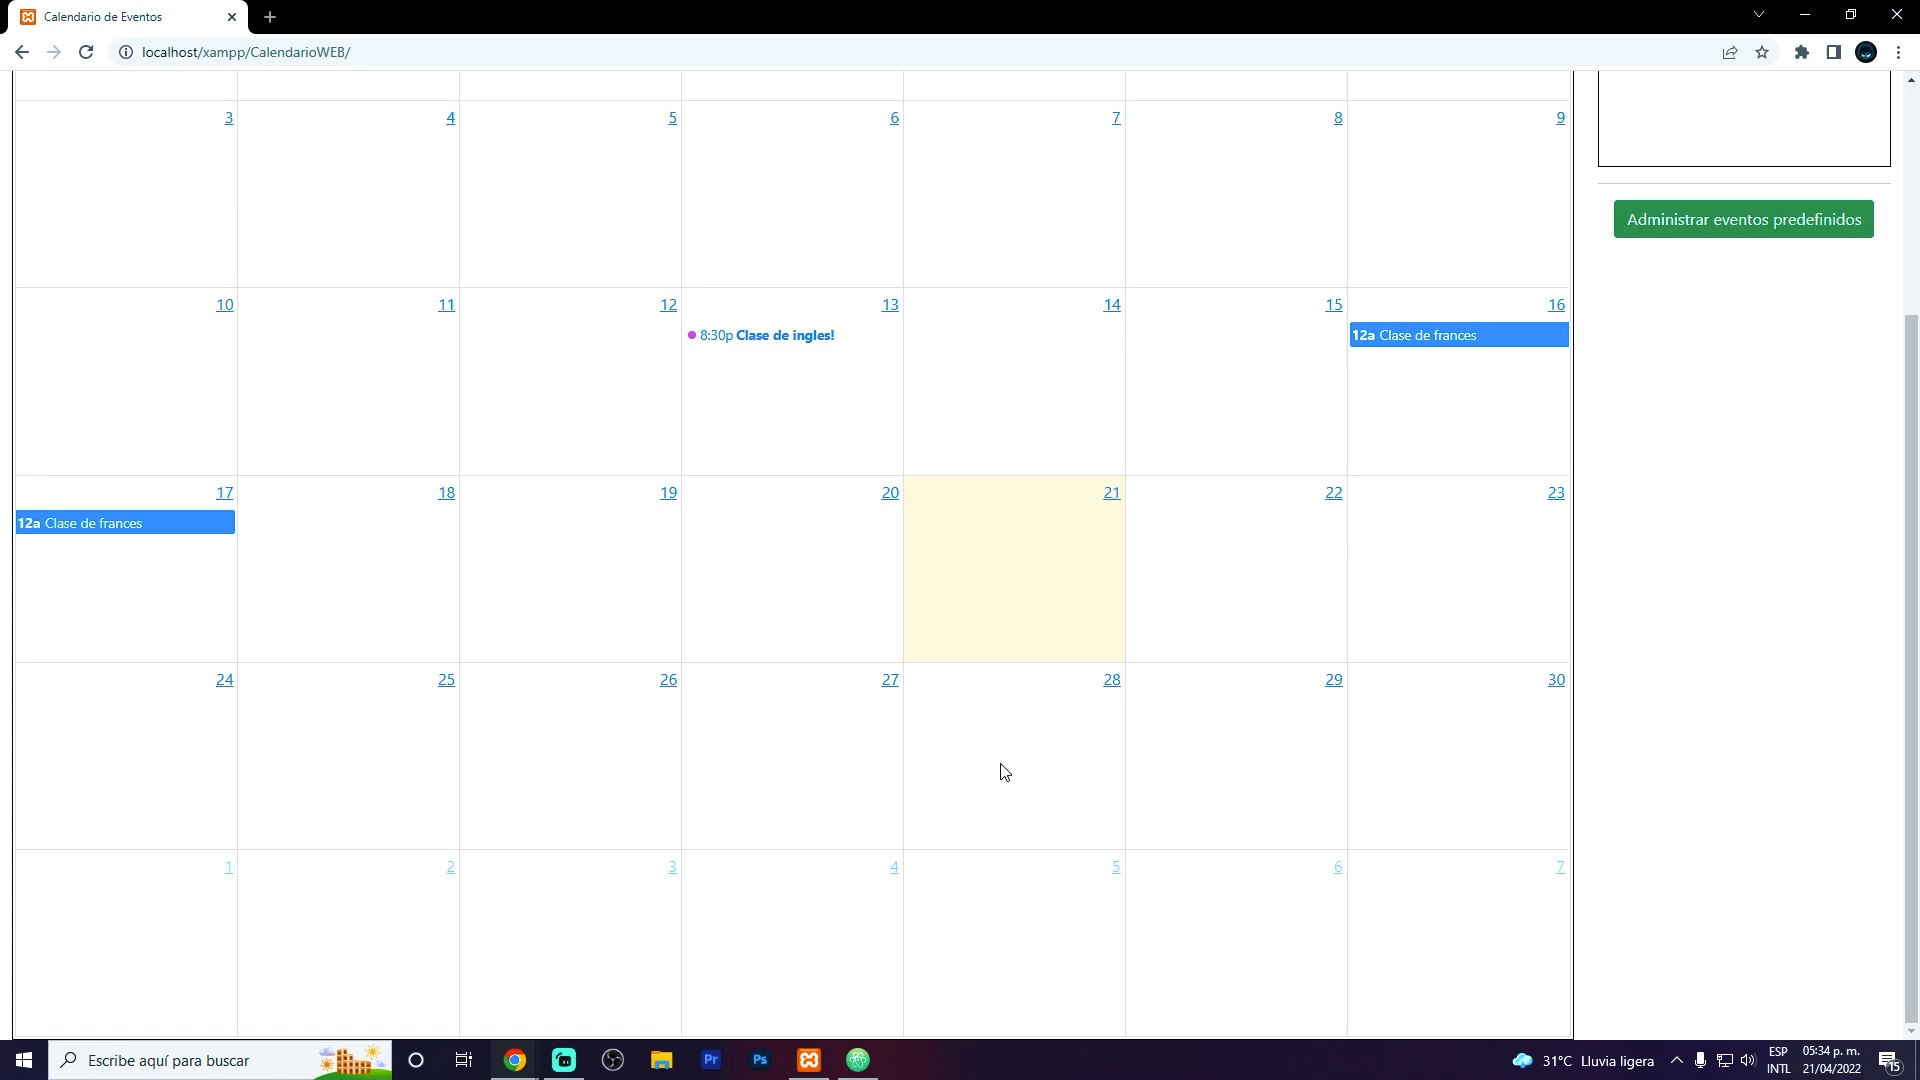 Calendario de Eventos
localhost/xampp/CalendarioWEB/
3 4 5 6 7 8 9
Administrar eventos predefinidos
10 11 12 13 14 15 16
8:30p Clase de ingles!
12a Clase de frances
17 18 19 20 21 22 23
12a Clase de frances
24 25 26 27 28 29 30
1 2 3 4 5 6 7
Escribe aquí para buscar
Pr
Ps
31°C Lluvia ligera
ESP
INTL
05:34 p. m.
21/04/2022
15